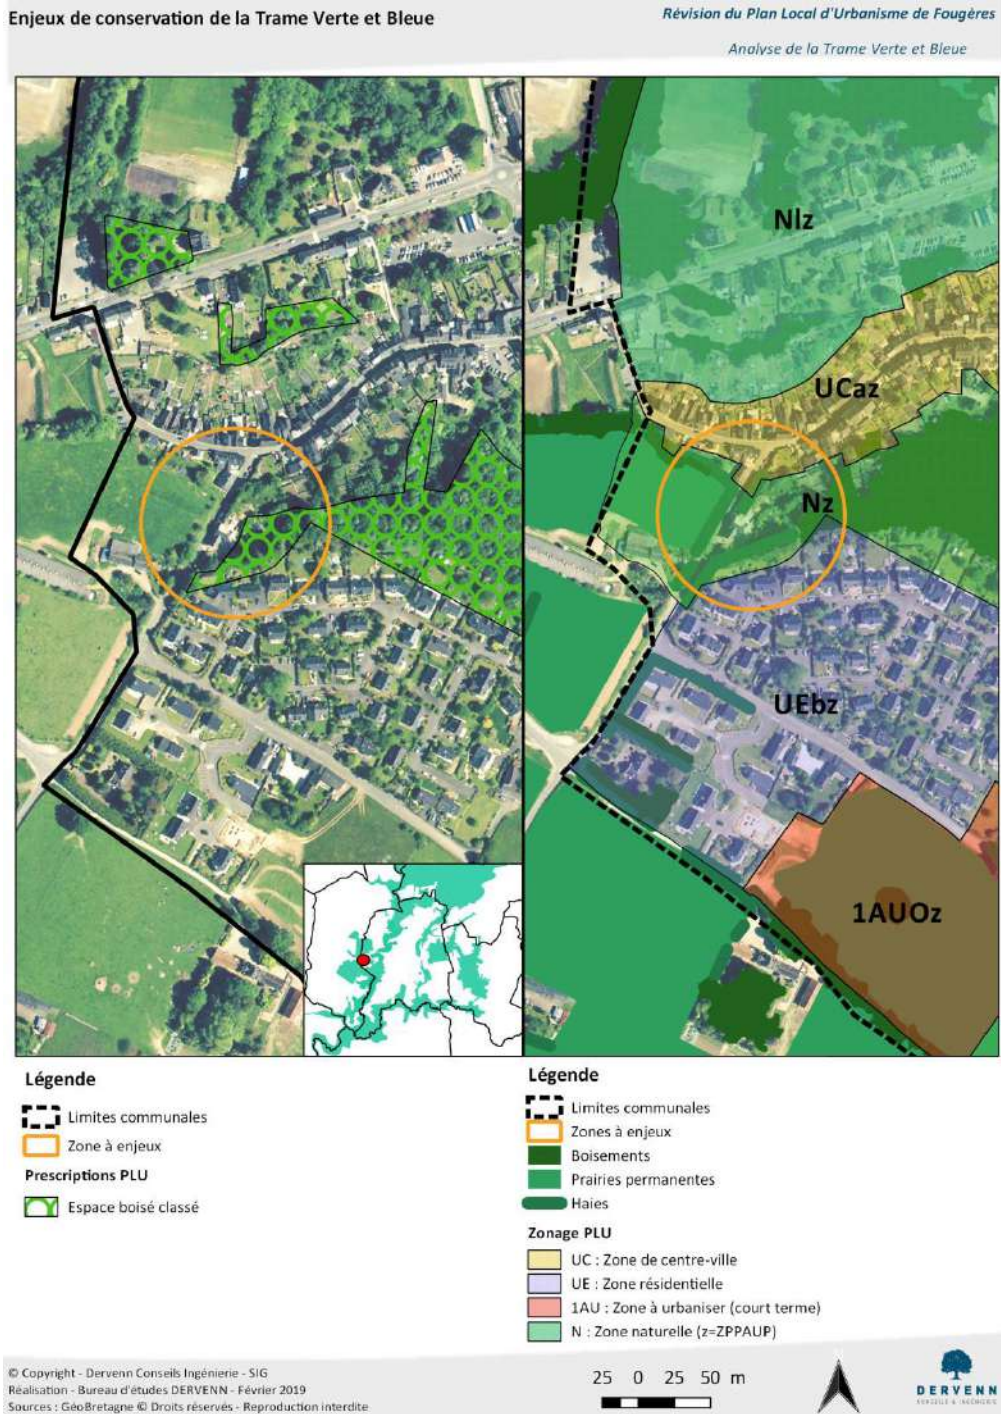 Enjeux de conservation de la Trame Verte et Bleue
Révision du Plan Local d'Urbanisme de Fougères
Analyse de la Trame Verte et Bleue
Nlz
UCaz
Nz
UEbz
1AUOz
Légende
Limites communales
Zone à enjeux
Prescriptions PLU
Espace boisé classé
Légende
Limites communales
Zones à enjeux
Boisements
Prairies permanentes
Haies
Zonage PLU
UC : Zone de centre-ville
UE : Zone résidentielle
1AU : Zone à urbaniser (court terme)
N : Zone naturelle (z=ZPPAUP)
© Copyright - Dervenn Conseils Ingénierie - SIG
Réalisation - Bureau d'études DERVENN - Février 2019
Sources : GéoBretagne © Droits réservés - Reproduction interdite
25 0 25 50 m
DERVENN
CONSEILS & INGÉNIERIE